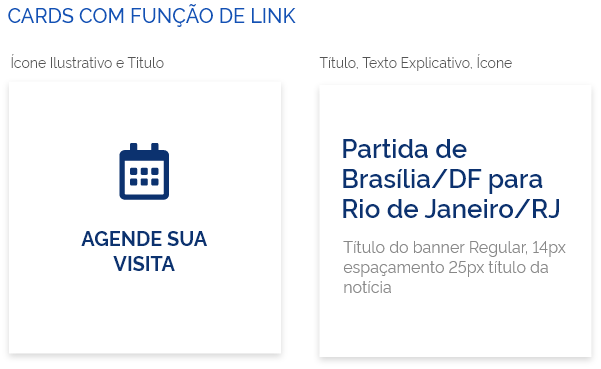 CARDS COM FUNÇÃO DE LINK
Ícone Ilustrativo e Titulo
Título, Texto Explicativo, Ícone
AGENDE SUA
VISITA
Partida de
Brasília/DF para
Rio de Janeiro/RJ
Título do banner Regular, 14px
espaçamento 25px título da
notícia